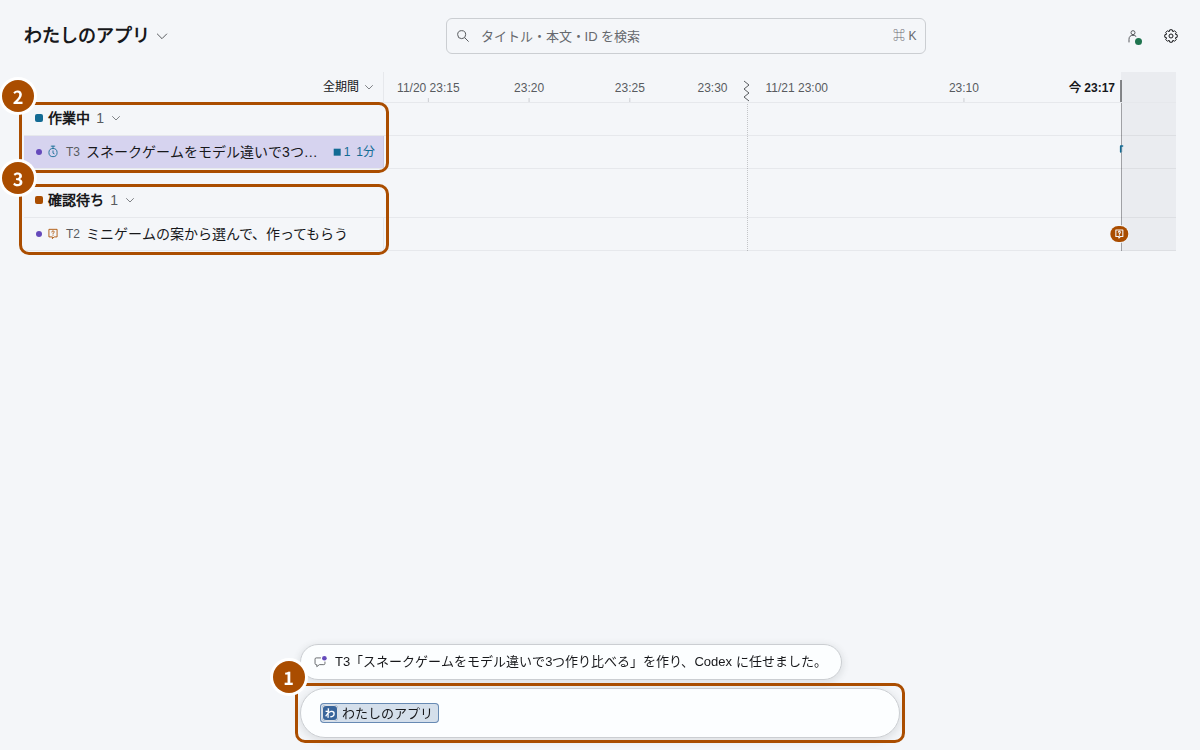 わたしのアプリ
タイトル・本文・ID を検索
⌘ K
全期間
11/20 23:15 23:20 23:25 23:30 11/21 23:00 23:10 今 23:17
2
作業中 1
T3 スネークゲームをモデル違いで3つ… 1 1分
3
確認待ち 1
T2 ミニゲームの案から選んで、作ってもらう
T3「スネークゲームをモデル違いで3つ作り比べる」を作り、Codex に任せました。
1
わ わたしのアプリ